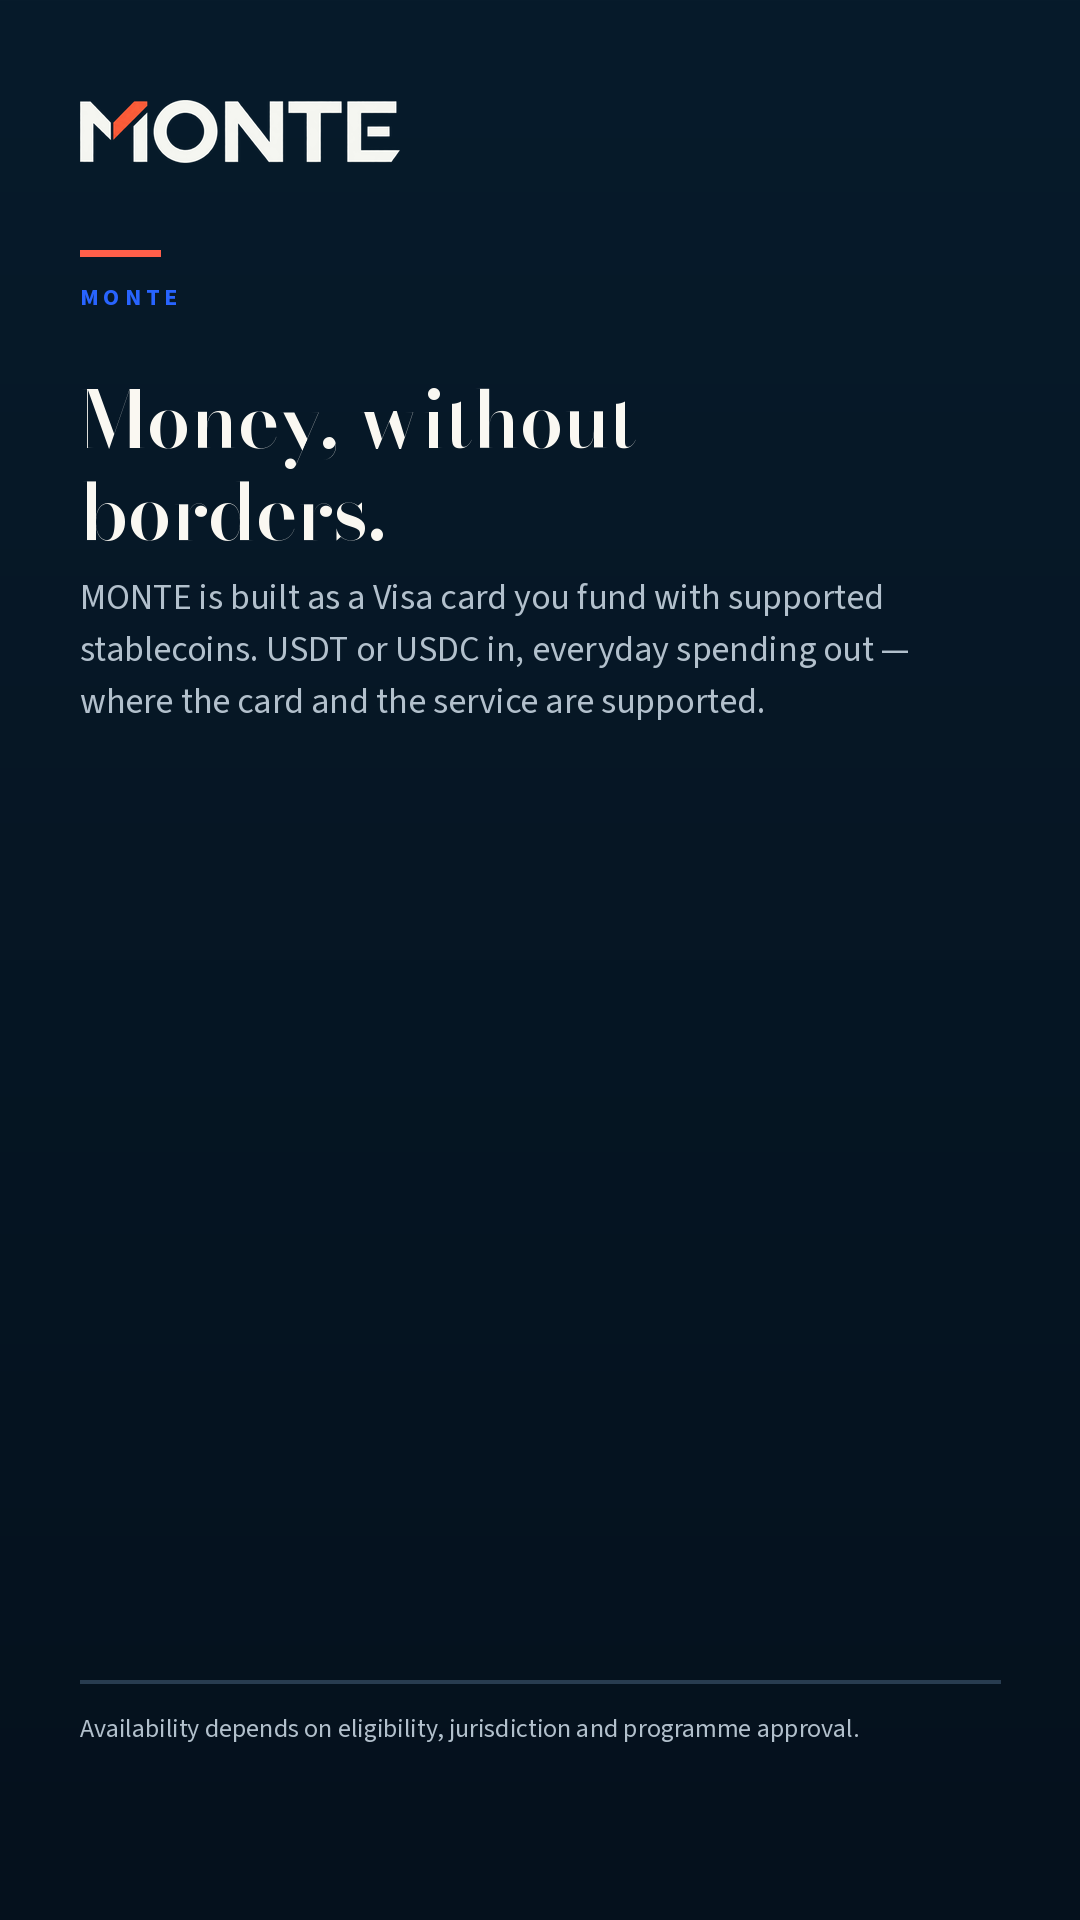 MONTE
MONTE
Money, without
borders.
MONTE is built as a Visa card you fund with supported
stablecoins. USDT or USDC in, everyday spending out —
where the card and the service are supported.
Availability depends on eligibility, jurisdiction and programme approval.